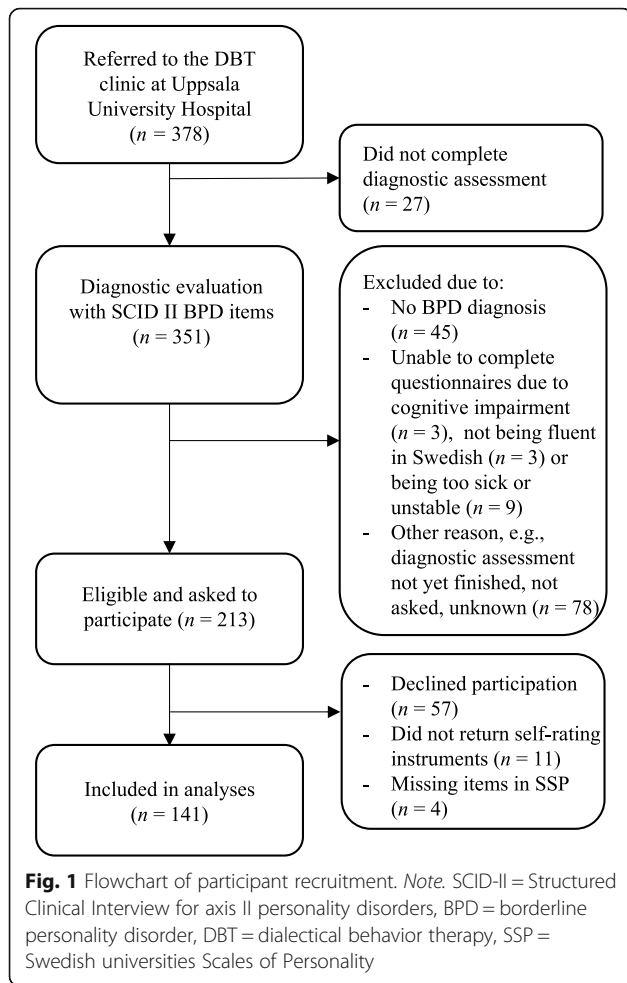 Referred to the DBT
clinic at Uppsala
University Hospital
(n = 378)
Did not complete
diagnostic assessment
(n = 27)
Diagnostic evaluation
with SCID II BPD items
(n = 351)
Excluded due to:
- No BPD diagnosis
(n = 45)
- Unable to complete
questionnaires due to
cognitive impairment
(n = 3), not being fluent
in Swedish (n = 3) or
being too sick or
unstable (n = 9)
- Other reason, e.g.,
diagnostic assessment
not yet finished, not
asked, unknown (n = 78)
Eligible and asked to
participate (n = 213)
- Declined participation
(n = 57)
- Did not return self-rating
instruments (n = 11)
- Missing items in SSP
(n = 4)
Included in analyses
n = 141)
Fig. 1 Flowchart of participant recruitment. Note. SCID-II = Structured
Clinical Interview for axis II personality disorders, BPD = borderline
personality disorder, DBT = dialectical behavior therapy, SSP =
Swedish universities Scales of Personality